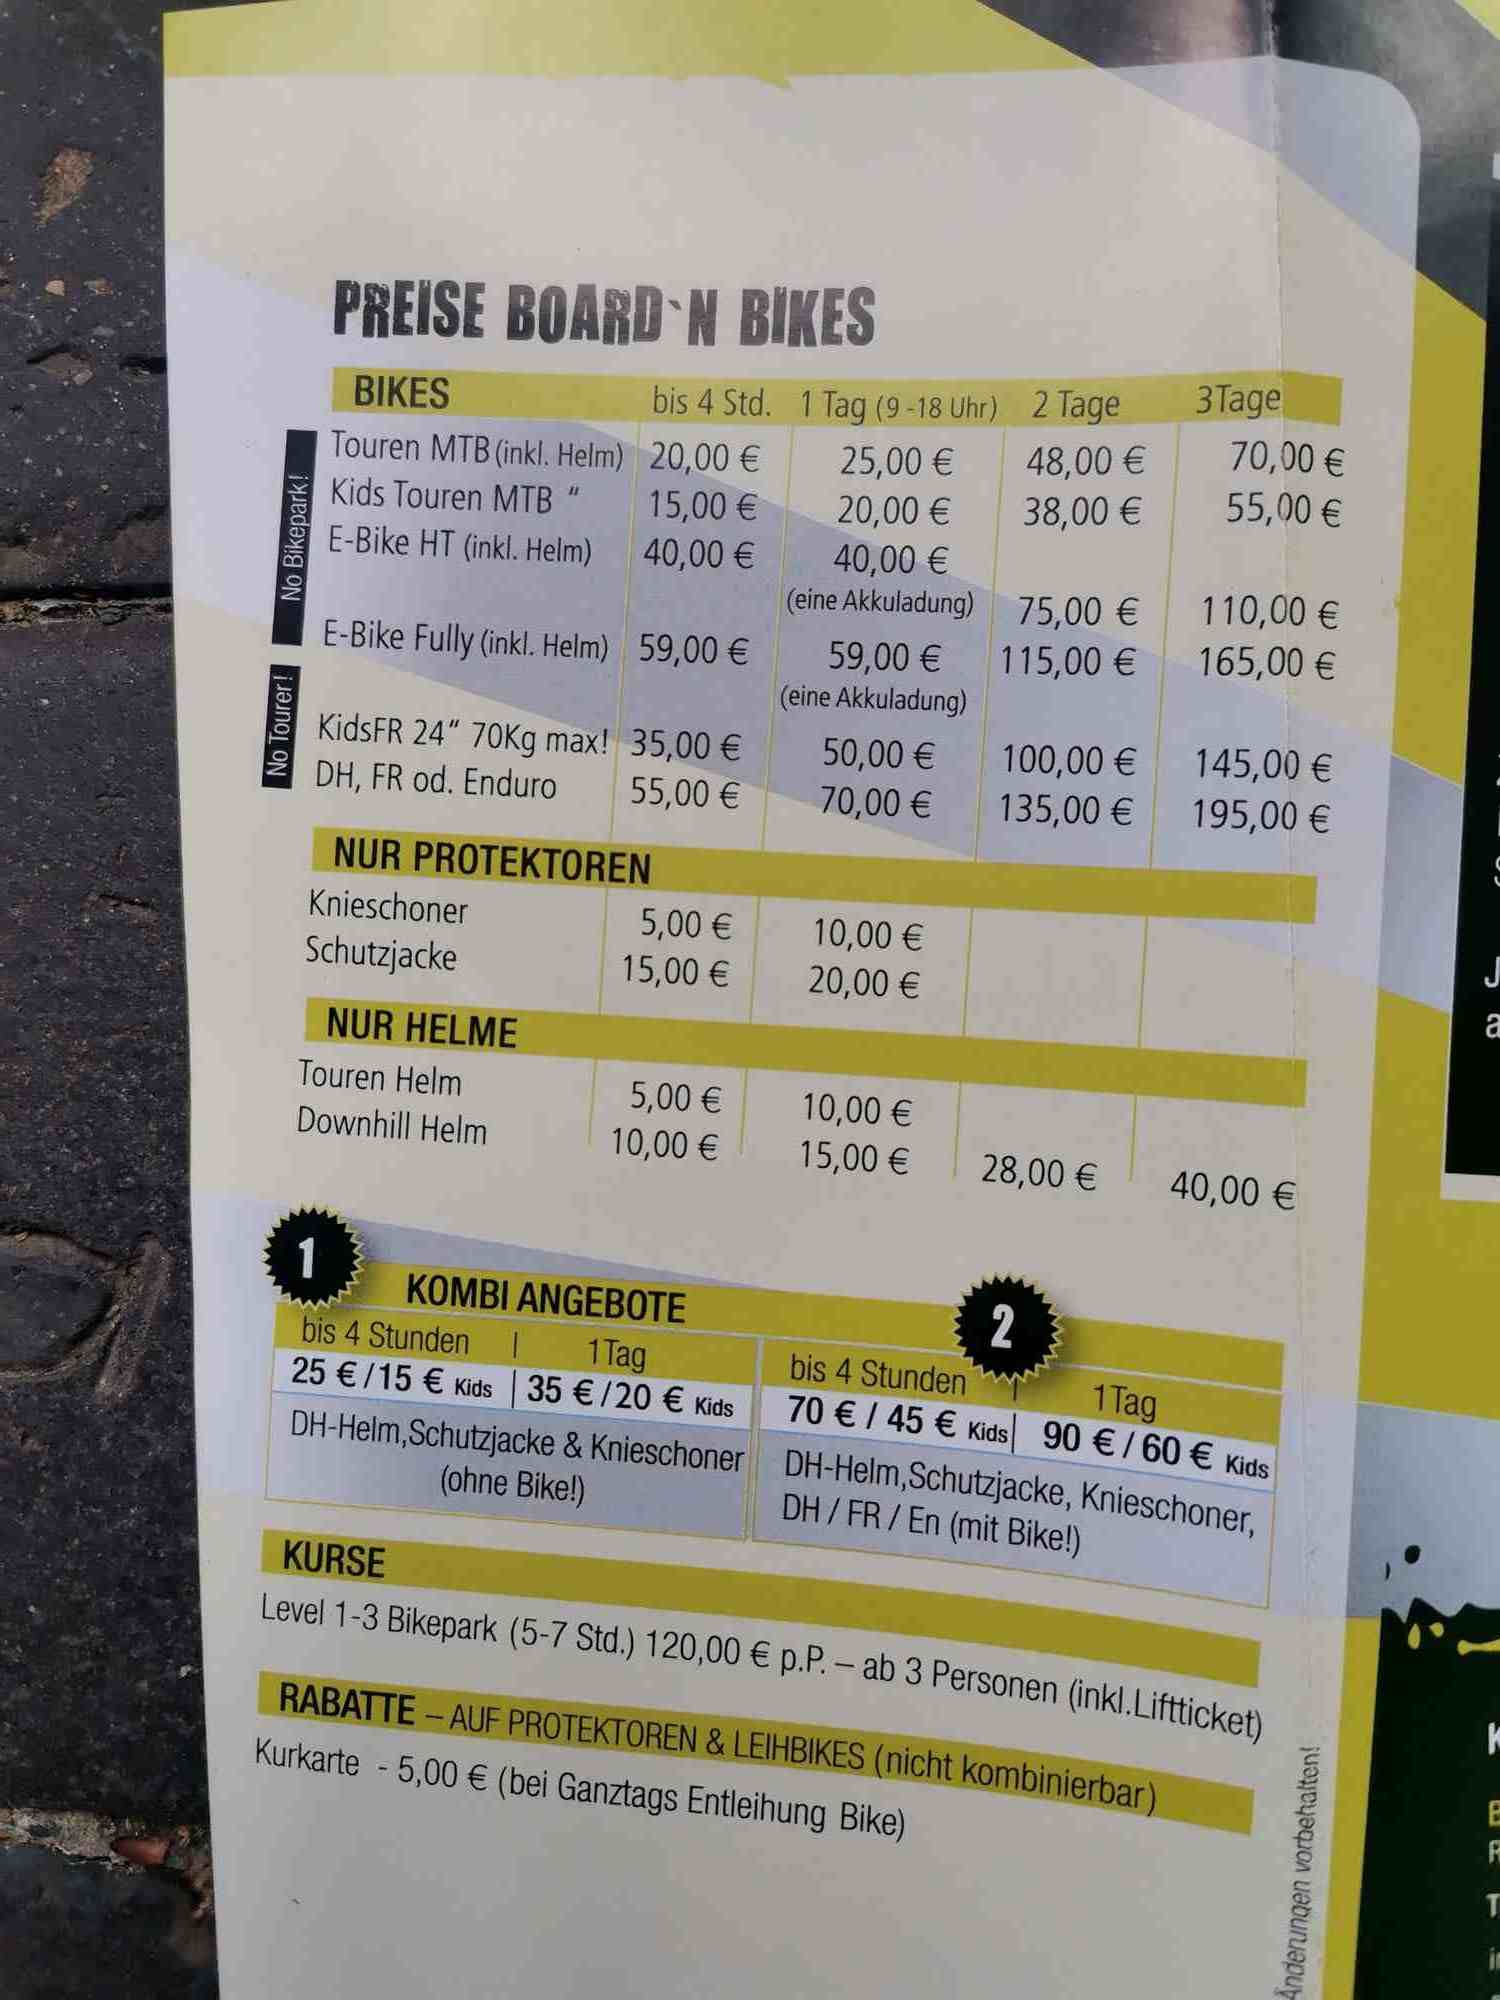 PREISE BOARD`N BIKES
BIKES bis 4 Std. 1 Tag (9 -18 Uhr) 2 Tage 3Tage
No Bikepark!
Touren MTB (inkl. Helm) 20,00 € 25,00 € 48,00 € 70,00 €
Kids Touren MTB “ 15,00 € 20,00 € 38,00 € 55,00 €
E-Bike HT (inkl. Helm) 40,00 € 40,00 €
(eine Akkuladung) 75,00 € 110,00 €
E-Bike Fully (inkl. Helm) 59,00 € 59,00 € 115,00 € 165,00 €
(eine Akkuladung)
No Tourer!
KidsFR 24“ 70Kg max! 35,00 € 50,00 € 100,00 € 145,00 €
DH, FR od. Enduro 55,00 € 70,00 € 135,00 € 195,00 €
NUR PROTEKTOREN
Knieschoner 5,00 € 10,00 €
Schutzjacke 15,00 € 20,00 €
NUR HELME
Touren Helm 5,00 € 10,00 €
Downhill Helm 10,00 € 15,00 € 28,00 € 40,00 €
1
KOMBI ANGEBOTE
bis 4 Stunden | 1Tag
25 €/15 € Kids | 35 €/20 € Kids
DH-Helm,Schutzjacke & Knieschoner
(ohne Bike!)
2
bis 4 Stunden | 1Tag
70 € / 45 € Kids| 90 € / 60 € Kids
DH-Helm,Schutzjacke, Knieschoner,
DH / FR / En (mit Bike!)
KURSE
Level 1-3 Bikepark (5-7 Std.) 120,00 € p.P. – ab 3 Personen (inkl.Liftticket)
RABATTE – AUF PROTEKTOREN & LEIHBIKES (nicht kombinierbar)
Kurkarte - 5,00 € (bei Ganztags Entleihung Bike)
Änderungen vorbehalten!